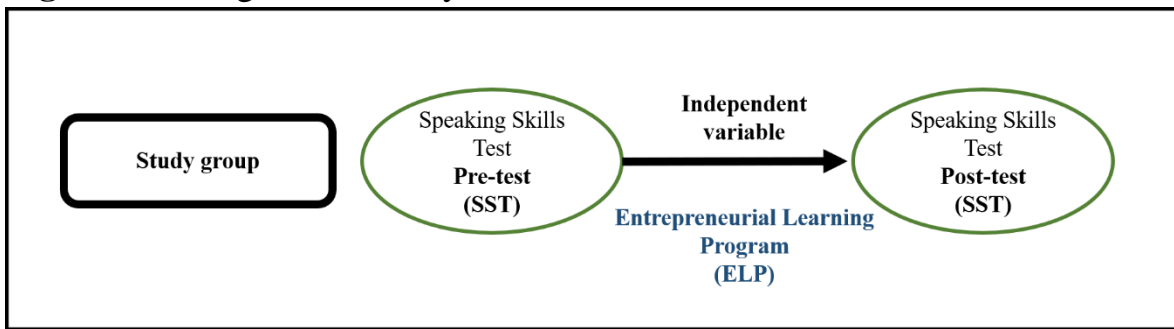 Study group
Speaking Skills
Test
Pre-test
(SST)
Independent
variable
Entrepreneurial Learning
Program
(ELP)
Speaking Skills
Test
Post-test
(SST)